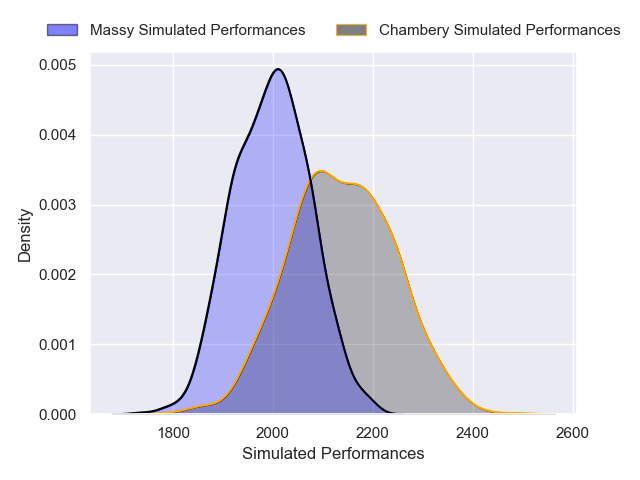 Massy Simulated Performances Chambery Simulated Performances
0.005
0.004
0.003
0.002
0.001
0.000
Density
1800 2000 2200 2400 2600
Simulated Performances